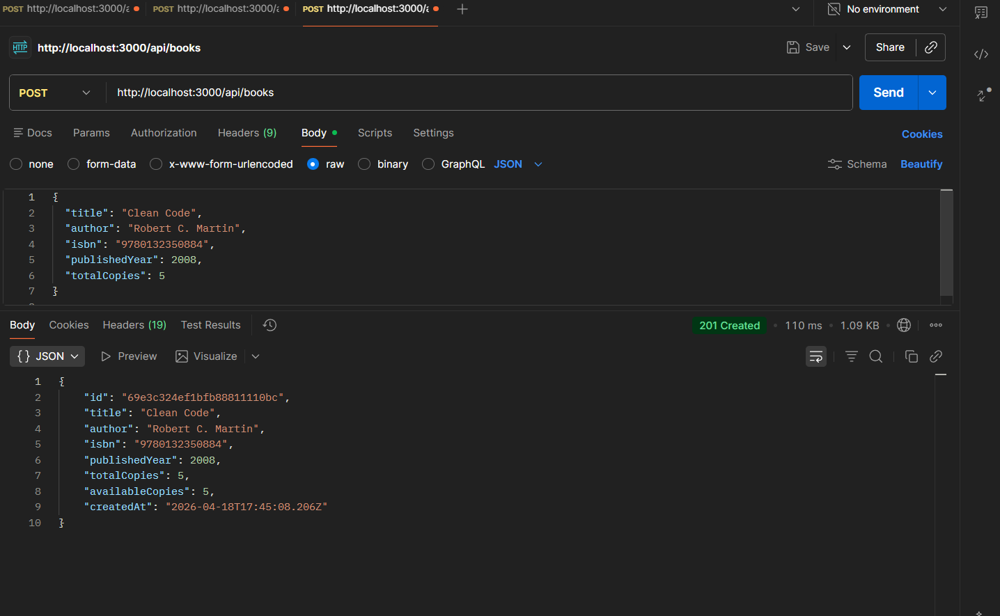 POST http://localhost:3000/a
POST http://localhost:3000/a
POST http://localhost:3000/a
No environment
HTTP http://localhost:3000/api/books
Save
Share
POST http://localhost:3000/api/books
Send
Docs Params Authorization Headers (9) Body Scripts Settings Cookies
none form-data x-www-form-urlencoded raw binary GraphQL JSON Schema Beautify
1 {
2 "title": "Clean Code",
3 "author": "Robert C. Martin",
4 "isbn": "9780132350884",
5 "publishedYear": 2008,
6 "totalCopies": 5
7 }
Body Cookies Headers (19) Test Results 201 Created 110 ms 1.09 KB
{} JSON Preview Visualize
1 {
2 "id": "69e3c324ef1bfb88811110bc",
3 "title": "Clean Code",
4 "author": "Robert C. Martin",
5 "isbn": "9780132350884",
6 "publishedYear": 2008,
7 "totalCopies": 5,
8 "availableCopies": 5,
9 "createdAt": "2026-04-18T17:45:08.206Z"
10 }